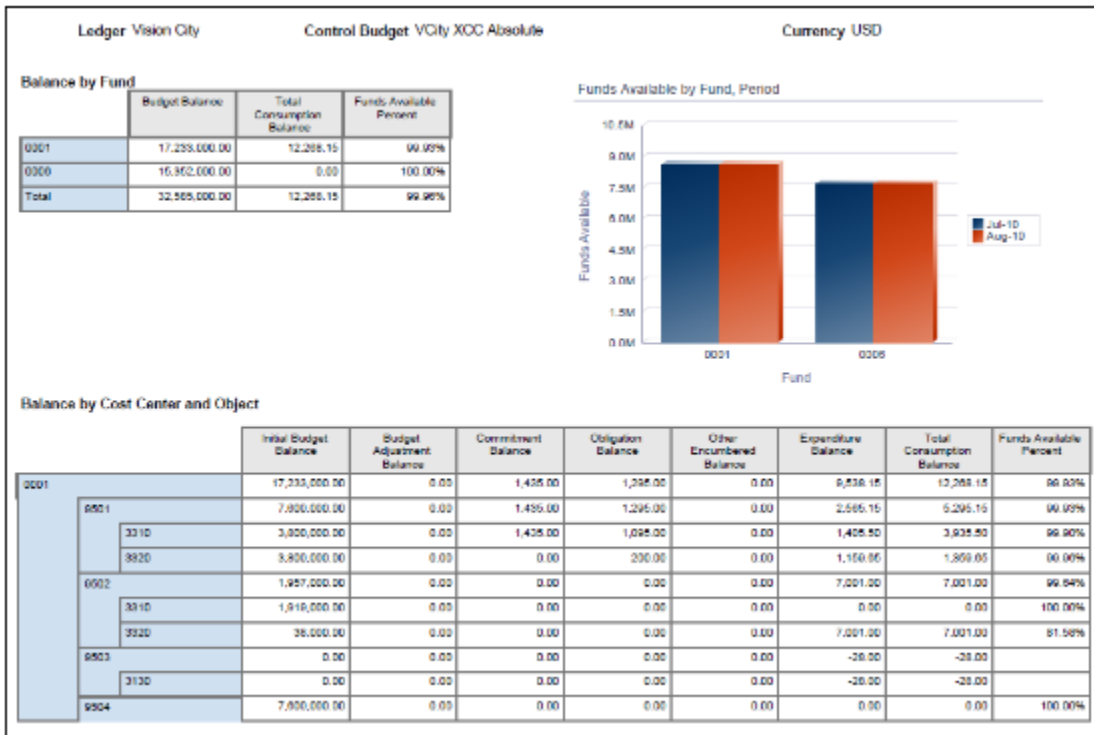 Ledger Vision City Control Budget VCity XCC Absolute Currency USD
Balance by Fund
Budget Balance Total Consumption Balance Funds Available Percent
0001 17,233,000.00 12,268.15 99.93%
15,352,000.00 0.00 100.00%
Total 32,585,000.00 12,268.15 99.96%
Funds Available by Fund, Period
10.5M
9.0M
7.5M
6.0M
4.5M
3.0M
1.5M
0.0M
Funds Available
0001
Fund
Jul-10
Aug-10
Balance by Cost Center and Object
Initial Budget Balance Budget Adjustment Balance Commitment Balance Obligation Balance Other Encumbered Balance Expenditure Balance Total Consumption Balance Funds Available Percent
0001 17,233,000.00 0.00 1,435.00 1,295.00 0.00 9,538.15 12,268.15 99.93%
9501 7,600,000.00 0.00 1,435.00 1,295.00 0.00 2,565.15 5,295.15 99.93%
3310 3,800,000.00 0.00 1,435.00 1,095.00 0.00 1,405.50 3,935.50 99.90%
3320 3,800,000.00 0.00 0.00 200.00 0.00 1,159.65 1,359.65 99.96%
9502 1,957,000.00 0.00 0.00 0.00 0.00 7,001.00 7,001.00 99.64%
3310 1,919,000.00 0.00 0.00 0.00 0.00 0.00 0.00 100.00%
3320 38,000.00 0.00 0.00 0.00 0.00 7,001.00 7,001.00 81.58%
9503 0.00 0.00 0.00 0.00 0.00 -28.00 -28.00
3130 0.00 0.00 0.00 0.00 0.00 -28.00 -28.00
9504 7,600,000.00 0.00 0.00 0.00 0.00 0.00 0.00 100.00%